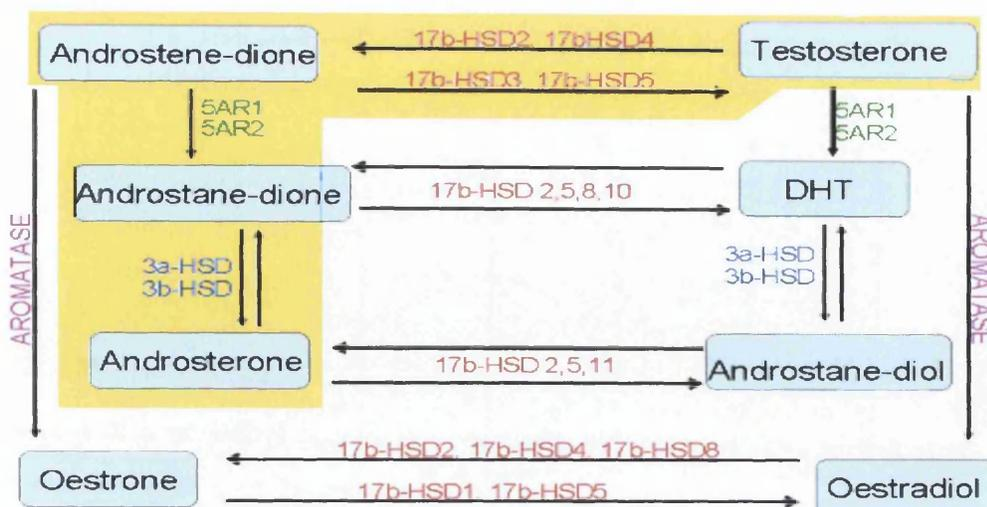 Androstene-dione
17b-HSD2, 17bHSD4
Testosterone
17b-HSD3, 17b-HSD5
5AR1
5AR2
5AR1
5AR2
Androstane-dione
17b-HSD 2,5,8,10
DHT
AROMATASE
AROMATASE
3a-HSD
3b-HSD
3a-HSD
3b-HSD
Androsterone
17b-HSD 2,5,11
Androstane-diol
17b-HSD2, 17b-HSD4, 17b-HSD8
Oestrone
17b-HSD1, 17b-HSD5
Oestradiol